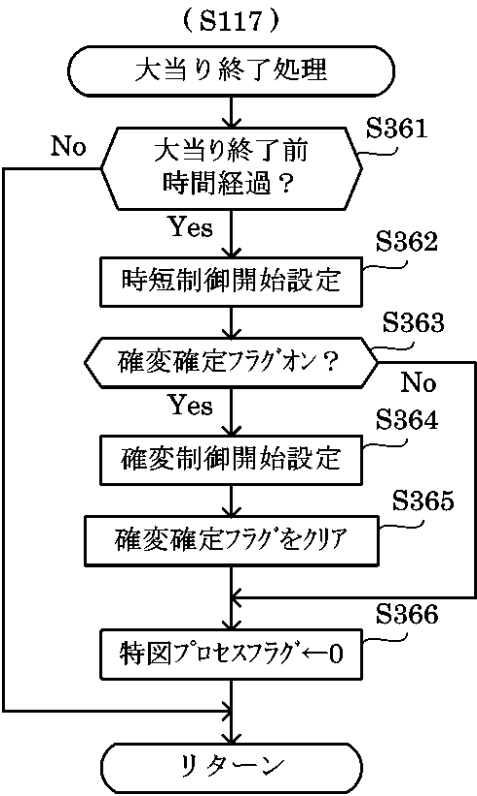 (S117)
大当り終了処理
S361
No
大当り終了前
時間経過?
Yes
S362
時短制御開始設定
S363
確変確定フラグオン?
No
Yes
S364
確変制御開始設定
S365
確変確定フラグをクリア
S366
特図プロセスフラグ←0
リターン